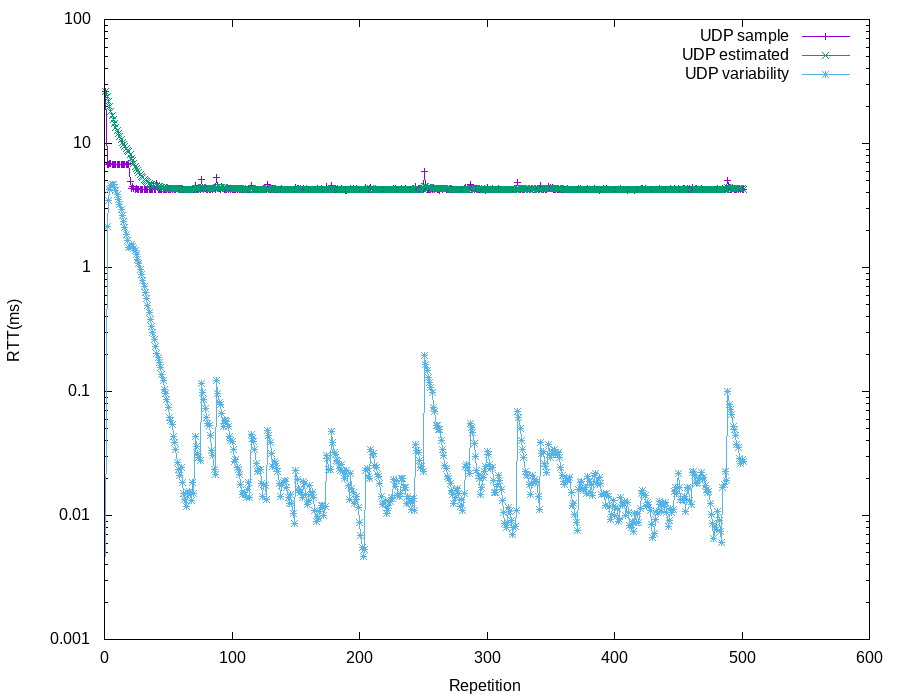 100
10
1
0.1
0.01
0.001
0 100 200 300 400 500 600
RTT(ms)
Repetition
UDP sample
UDP estimated
UDP variability